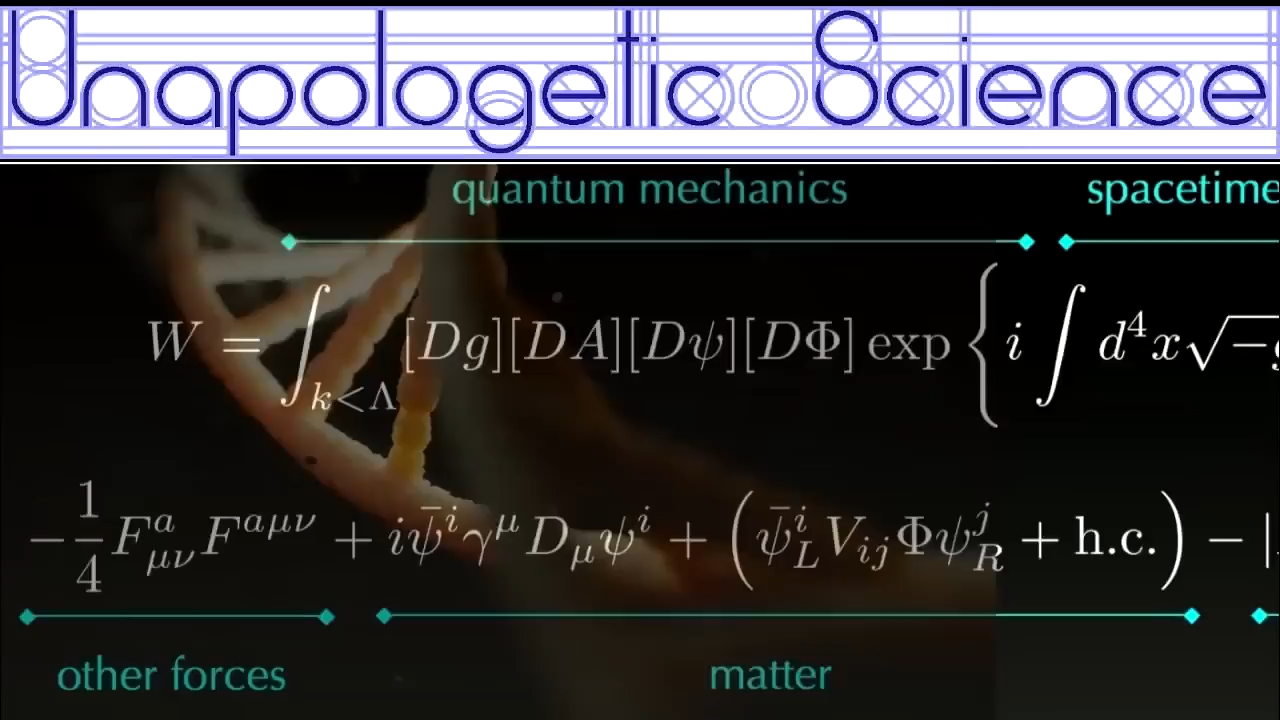 Unapologetic Science
quantum mechanics spacetime
W = ∫_{k<Λ} [Dg][DA][Dψ][DΦ] exp { i ∫ d⁴x √−g
−1/4 F^a_{μν} F^{aμν} + iψ̄^i γ^μ D_μ ψ^i + ( ψ̄^i_L V_{ij} Φ ψ^j_R + h.c. ) − |
other forces matter